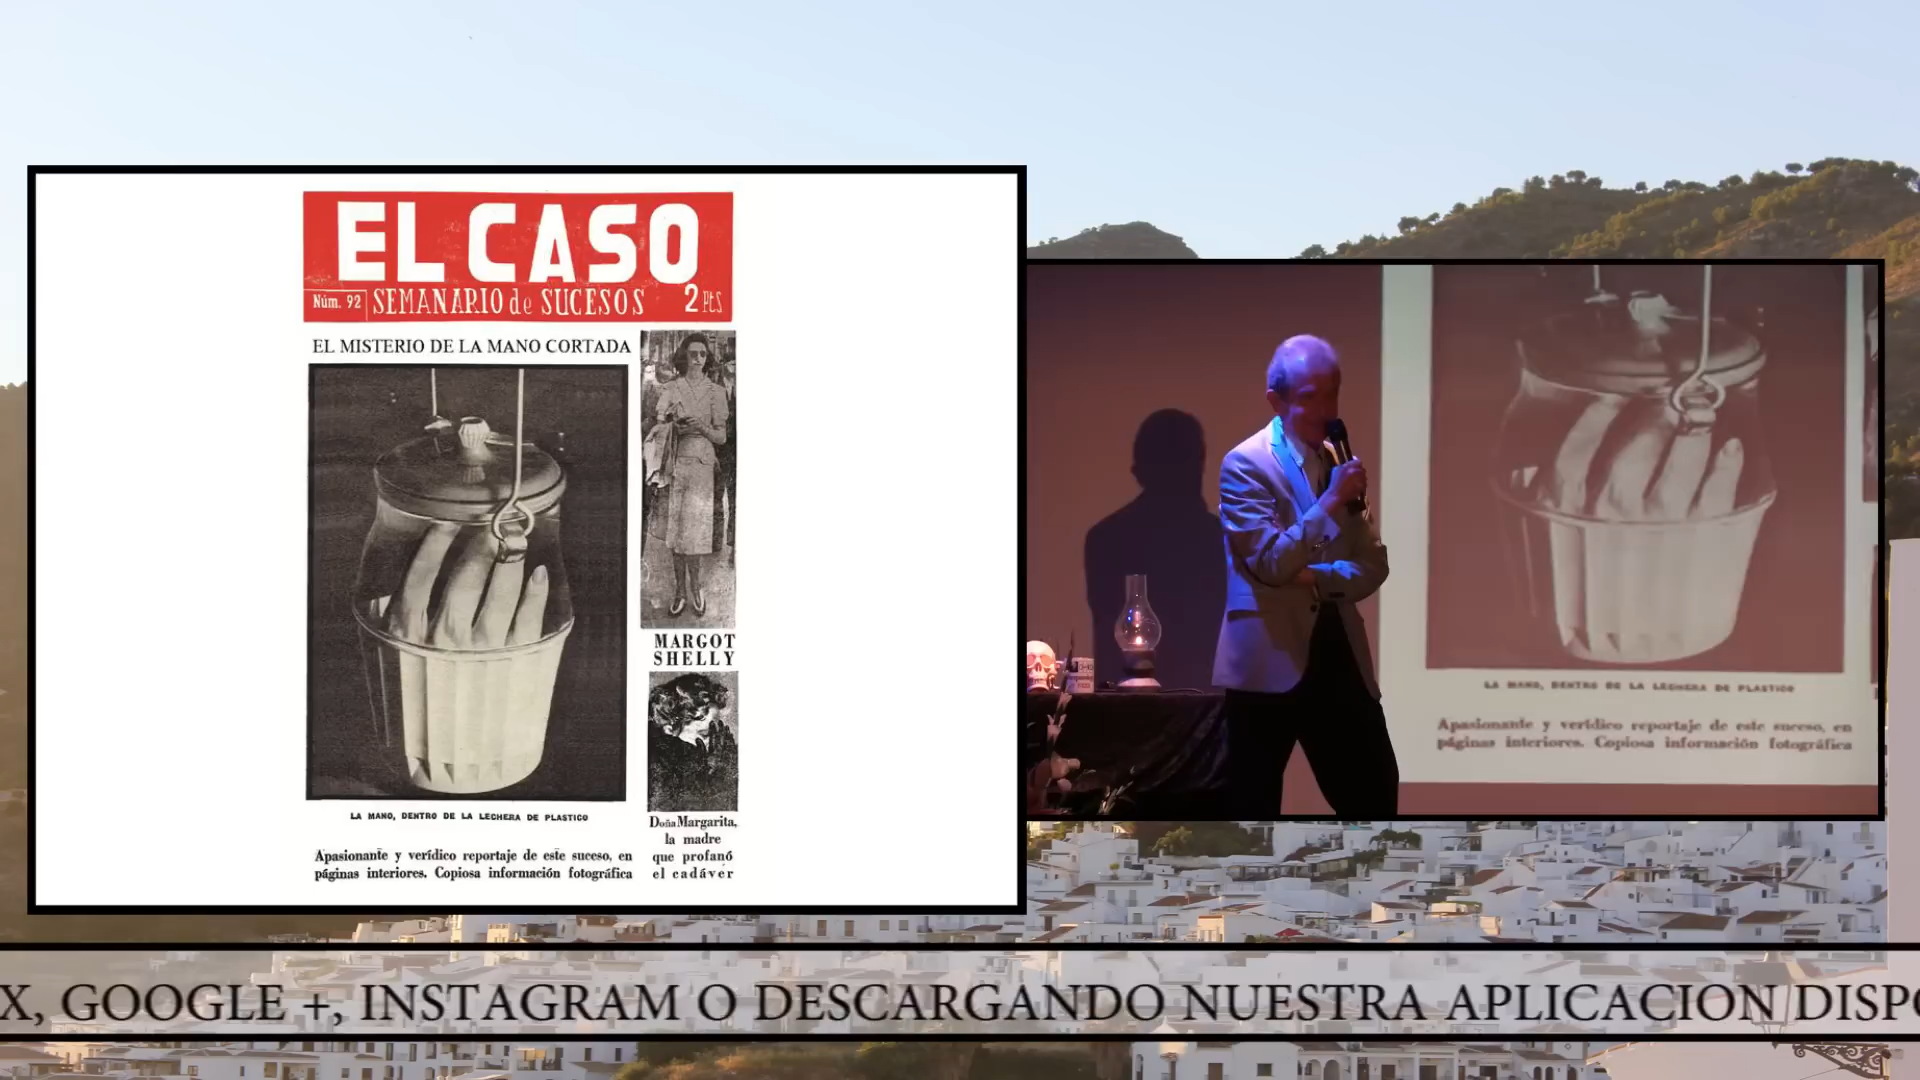 EL CASO
Núm. 92 SEMANARIO de SUCESOS 2 Pts
EL MISTERIO DE LA MANO CORTADA
MARGOT
SHELLY
LA MANO, DENTRO DE LA LECHERA DE PLASTICO
Apasionante y verídico reportaje de este suceso, en
páginas interiores. Copiosa información fotográfica
Doña Margarita,
la madre
que profanó
el cadáver
LA MANO, DENTRO DE LA LECHERA DE PLASTICO
Apasionante y verídico reportaje de este suceso, en
páginas interiores. Copiosa información fotográfica
X, GOOGLE +, INSTAGRAM O DESCARGANDO NUESTRA APLICACION DISPO